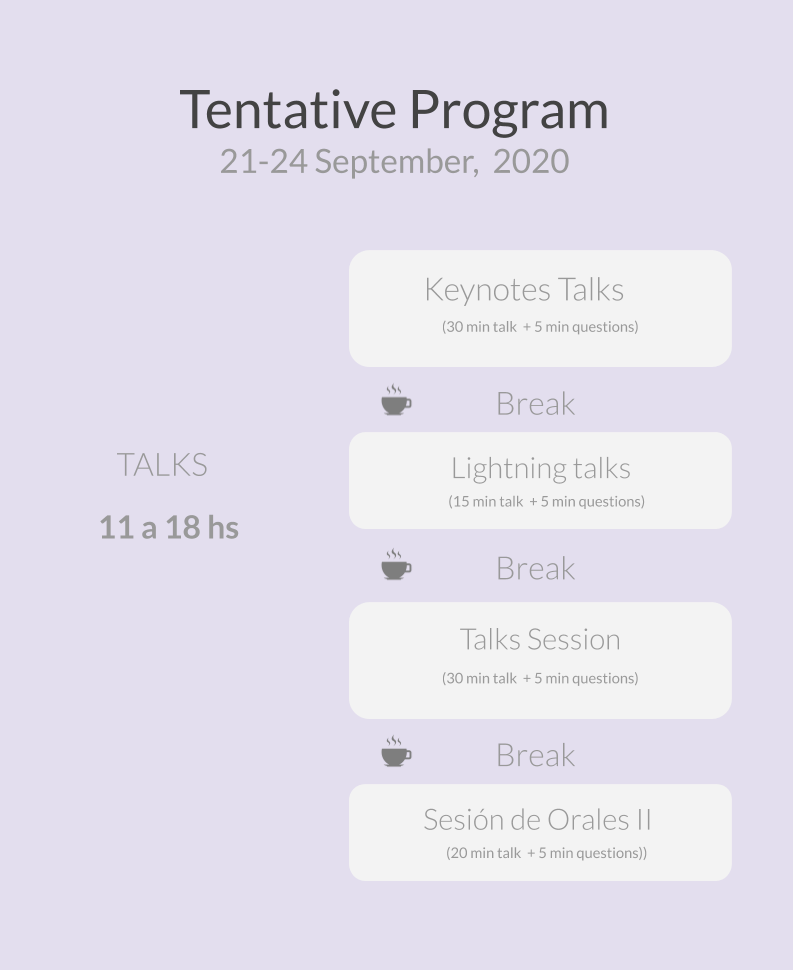 Tentative Program
21-24 September, 2020
Keynotes Talks
(30 min talk + 5 min questions)
Break
TALKS
11 a 18 hs
Lightning talks
(15 min talk + 5 min questions)
Break
Talks Session
(30 min talk + 5 min questions)
Break
Sesión de Orales II
(20 min talk + 5 min questions))